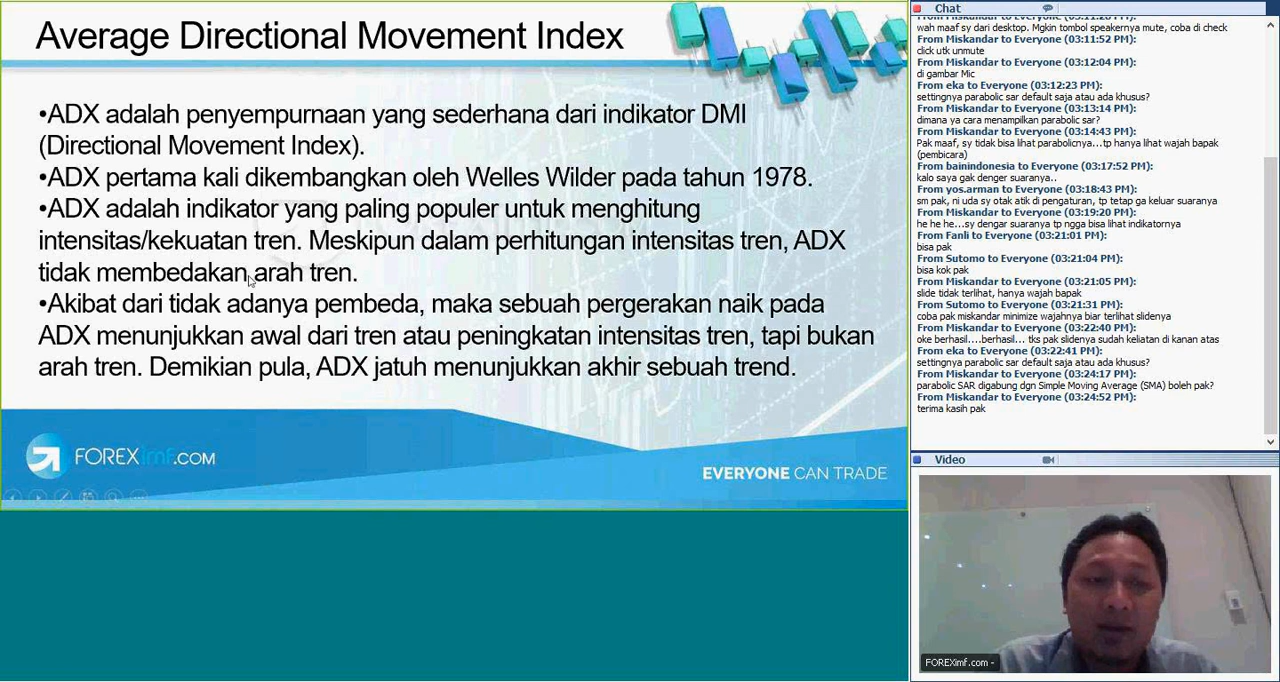 Average Directional Movement Index
•ADX adalah penyempurnaan yang sederhana dari indikator DMI
(Directional Movement Index).
•ADX pertama kali dikembangkan oleh Welles Wilder pada tahun 1978.
•ADX adalah indikator yang paling populer untuk menghitung
intensitas/kekuatan tren. Meskipun dalam perhitungan intensitas tren, ADX
tidak membedakan arah tren.
•Akibat dari tidak adanya pembeda, maka sebuah pergerakan naik pada
ADX menunjukkan awal dari tren atau peningkatan intensitas tren, tapi bukan
arah tren. Demikian pula, ADX jatuh menunjukkan akhir sebuah trend.
FOREXimf.COM
EVERYONE CAN TRADE
Chat
From Miskandar to Everyone (03:11:28 PM):
wah maaf sy dari desktop. Mgkin tombol speakernya mute, coba di check
From Miskandar to Everyone (03:11:52 PM):
click utk unmute
From Miskandar to Everyone (03:12:04 PM):
di gambar Mic
From eka to Everyone (03:12:23 PM):
settingnya parabolic sar default saja atau ada khusus?
From Miskandar to Everyone (03:13:14 PM):
dimana ya cara menampilkan parabolic sar?
From Miskandar to Everyone (03:14:43 PM):
Pak maaf, sy tidak bisa lihat parabolicnya...tp hanya lihat wajah bapak
(pembicara)
From bainindonesia to Everyone (03:17:52 PM):
kalo saya gak denger suaranya..
From yos.arman to Everyone (03:18:43 PM):
sm pak, ni uda sy otak atik di pengaturan, tp tetap ga keluar suaranya
From Miskandar to Everyone (03:19:20 PM):
he he he...sy dengar suaranya tp ngga bisa lihat indikatornya
From Fanli to Everyone (03:21:01 PM):
bisa pak
From Sutomo to Everyone (03:21:04 PM):
bisa kok pak
From Miskandar to Everyone (03:21:05 PM):
slide tidak terlihat, hanya wajah bapak
From Sutomo to Everyone (03:21:31 PM):
coba pak miskandar minimize wajahnya biar terlihat slidenya
From Miskandar to Everyone (03:22:40 PM):
oke berhasil....berhasil... tks pak slidenya sudah keliatan di kanan atas
From eka to Everyone (03:22:41 PM):
settingnya parabolic sar default saja atau ada khusus?
From Miskandar to Everyone (03:24:17 PM):
parabolic SAR digabung dgn Simple Moving Average (SMA) boleh pak?
From Miskandar to Everyone (03:24:52 PM):
terima kasih pak
Video
FOREXimf.com -